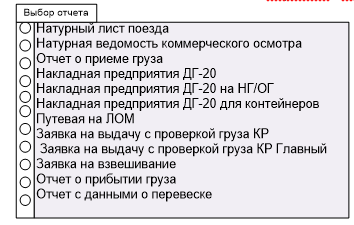 Выбор отчета
Натурный лист поезда
Натурная ведомость коммерческого осмотра
Отчет о приеме груза
Накладная предприятия ДГ-20
Накладная предприятия ДГ-20 на НГ/ОГ
Накладная предприятия ДГ-20 для контейнеров
Путевая на ЛОМ
Заявка на выдачу с проверкой груза КР
Заявка на выдачу с проверкой груза КР Главный
Заявка на взвешивание
Отчет о прибытии груза
Отчет с данными о перевеске